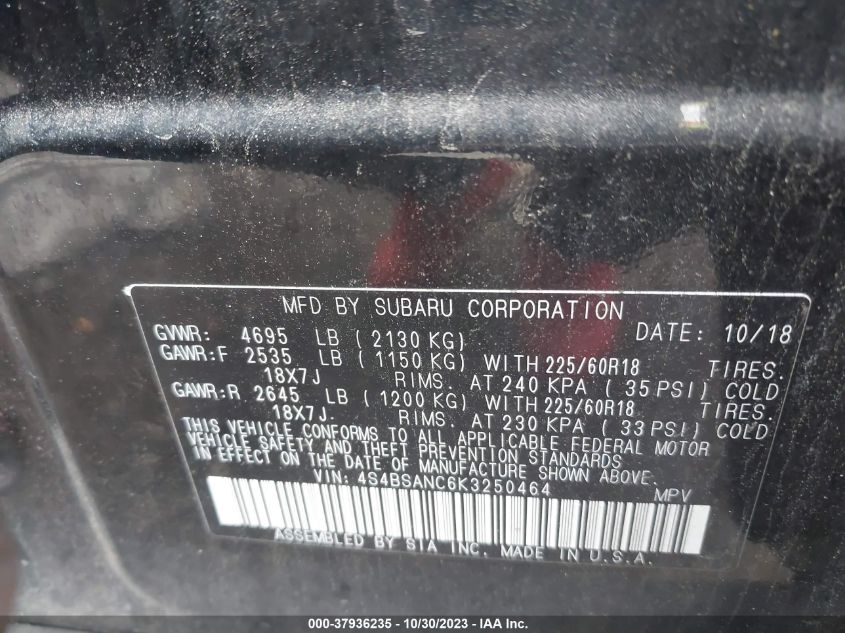 MFD BY SUBARU CORPORATION
GVWR: 4695 LB ( 2130 KG) DATE: 10/18
GAWR:F 2535 LB ( 1150 KG) WITH 225/60R18 TIRES.
18X7J RIMS. AT 240 KPA ( 35 PSI) COLD
GAWR:R 2645 LB ( 1200 KG) WITH 225/60R18 TIRES.
18X7J. RIMS. AT 230 KPA ( 33 PSI) COLD
THIS VEHICLE CONFORMS TO ALL APPLICABLE FEDERAL MOTOR
VEHICLE SAFETY AND THEFT PREVENTION STANDARDS
IN EFFECT ON THE DATE OF MANUFACTURE SHOWN ABOVE.
VIN: 4S4BSANC6K3250464 MPV
ASSEMBLED BY SIA INC. MADE IN U.S.A.
000-37936235 - 10/30/2023 - IAA Inc.